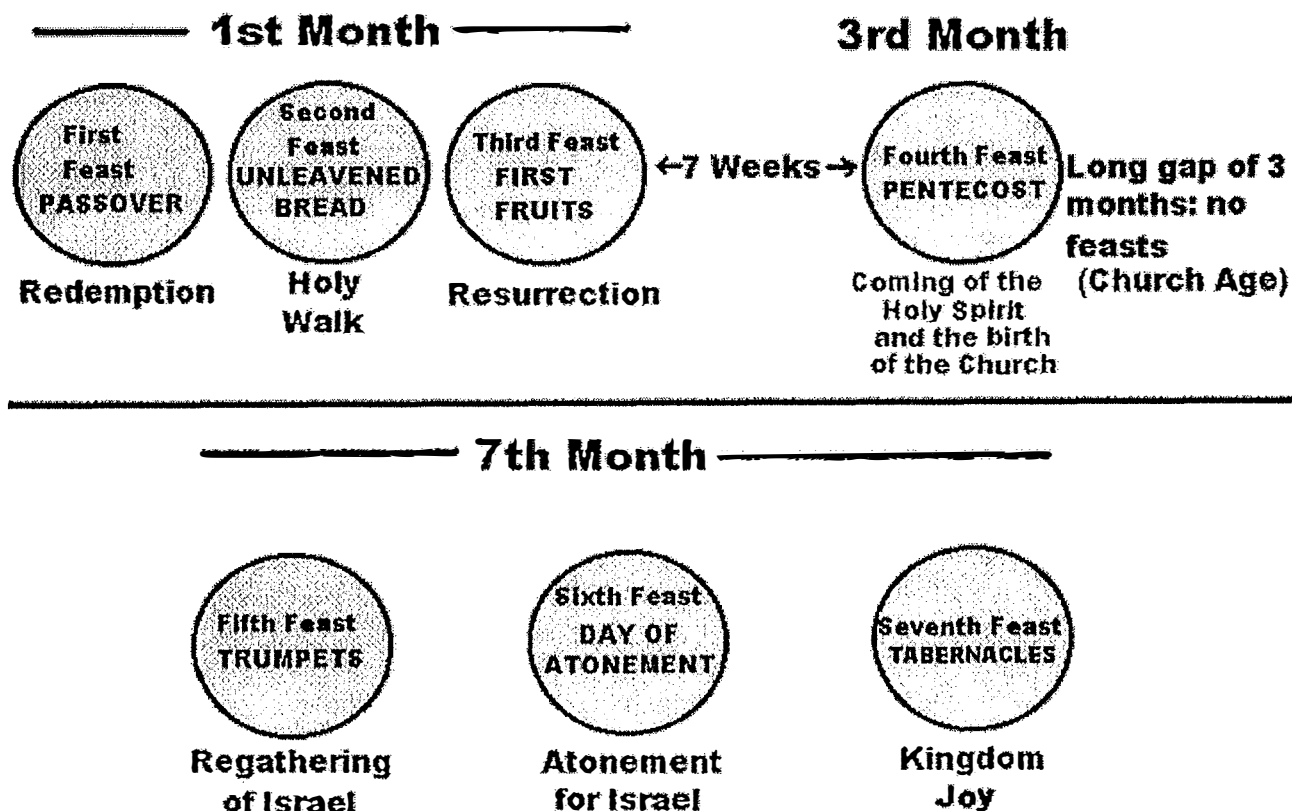 1st Month
3rd Month
First
Feast
PASSOVER
Redemption
Second
Feast
UNLEAVENED
BREAD
Holy
Walk
Third Feast
FIRST
FRUITS
Resurrection
←7 Weeks→
Fourth Feast
PENTECOST
Coming of the
Holy Spirit
and the birth
of the Church
Long gap of 3
months: no
feasts
(Church Age)
7th Month
Fifth Feast
TRUMPETS
Regathering
of Israel
Sixth Feast
DAY OF
ATONEMENT
Atonement
for Israel
Seventh Feast
TABERNACLES
Kingdom
Joy